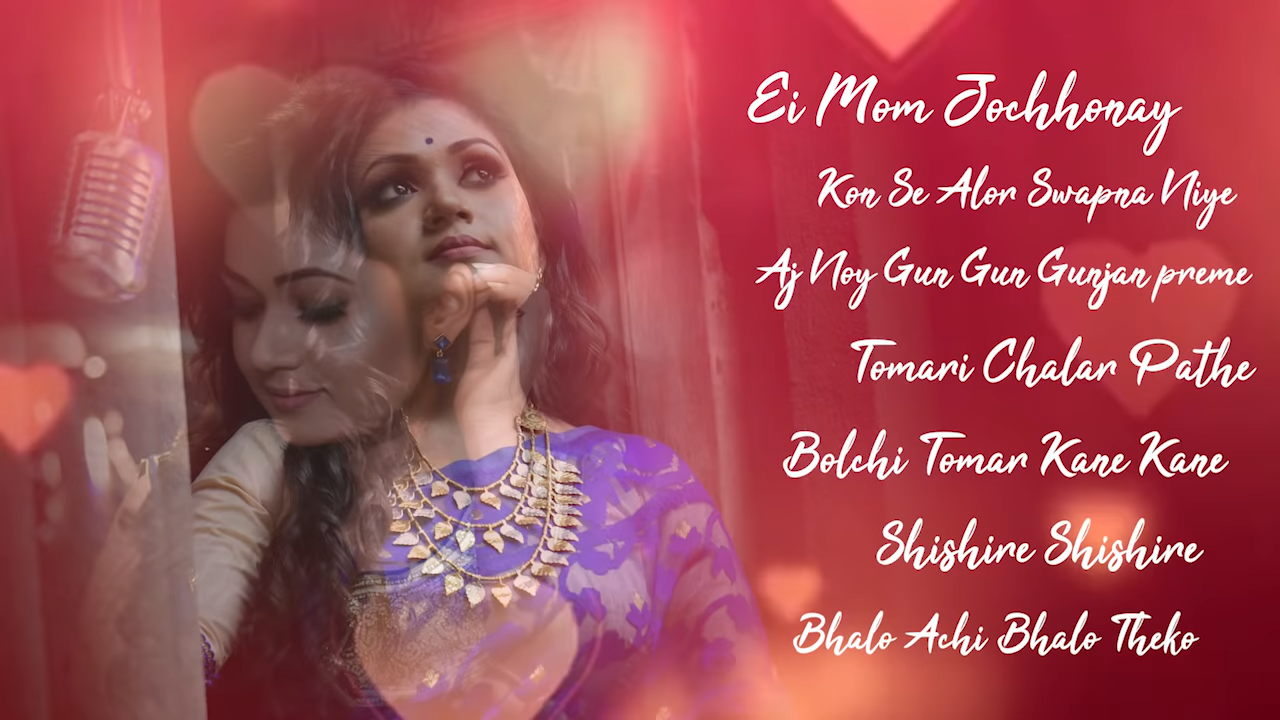 Ei Mom Jochhonay
Kon Se Alor Swapna Niye
Aj Noy Gun Gun Gunjan preme
Tomari Chalar Pathe
Bolchi Tomar Kane Kane
Shishire Shishire
Bhalo Achi Bhalo Theko